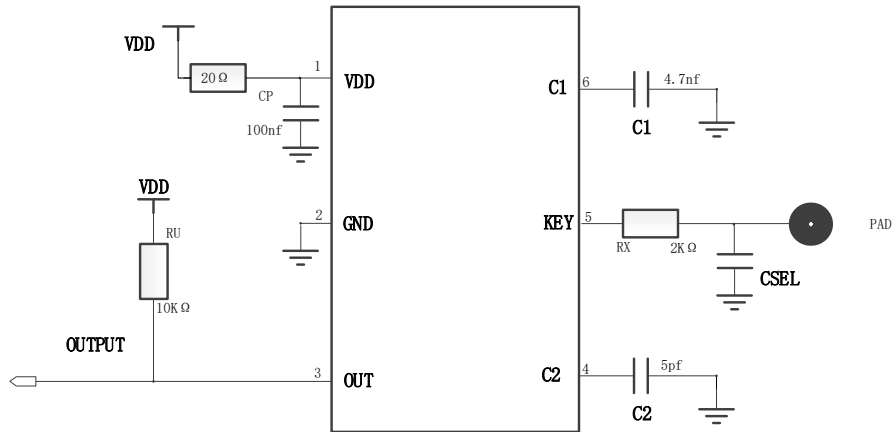 VDD
20Ω
CP
100nf
1
VDD
C1
6
4.7nf
C1
VDD
RU
10KΩ
2
GND
KEY
5
RX
2KΩ
PAD
CSEL
OUTPUT
3
OUT
C2
4
5pf
C2